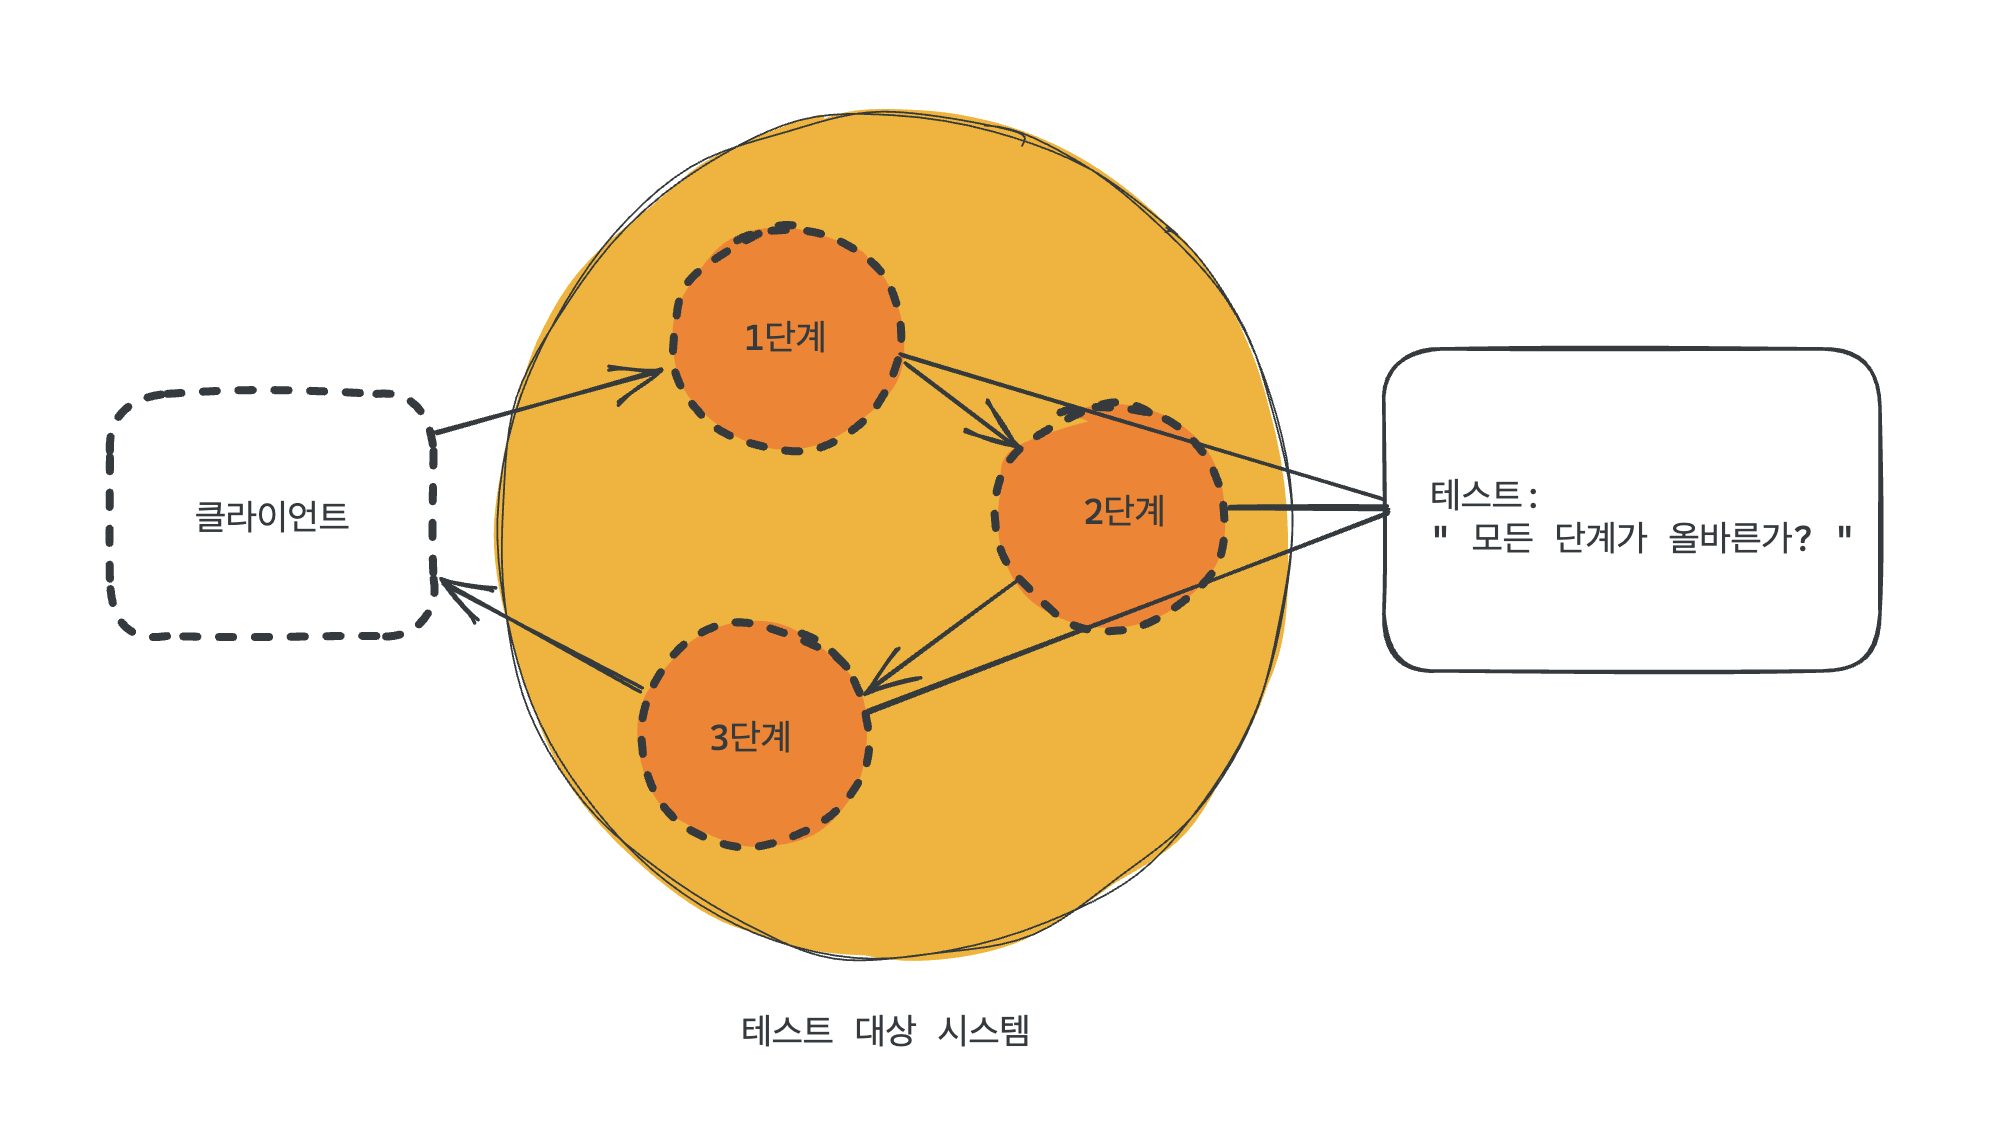 1단계
클라이언트
2단계
테스트:
" 모든 단계가 올바른가? "
3단계
테스트 대상 시스템